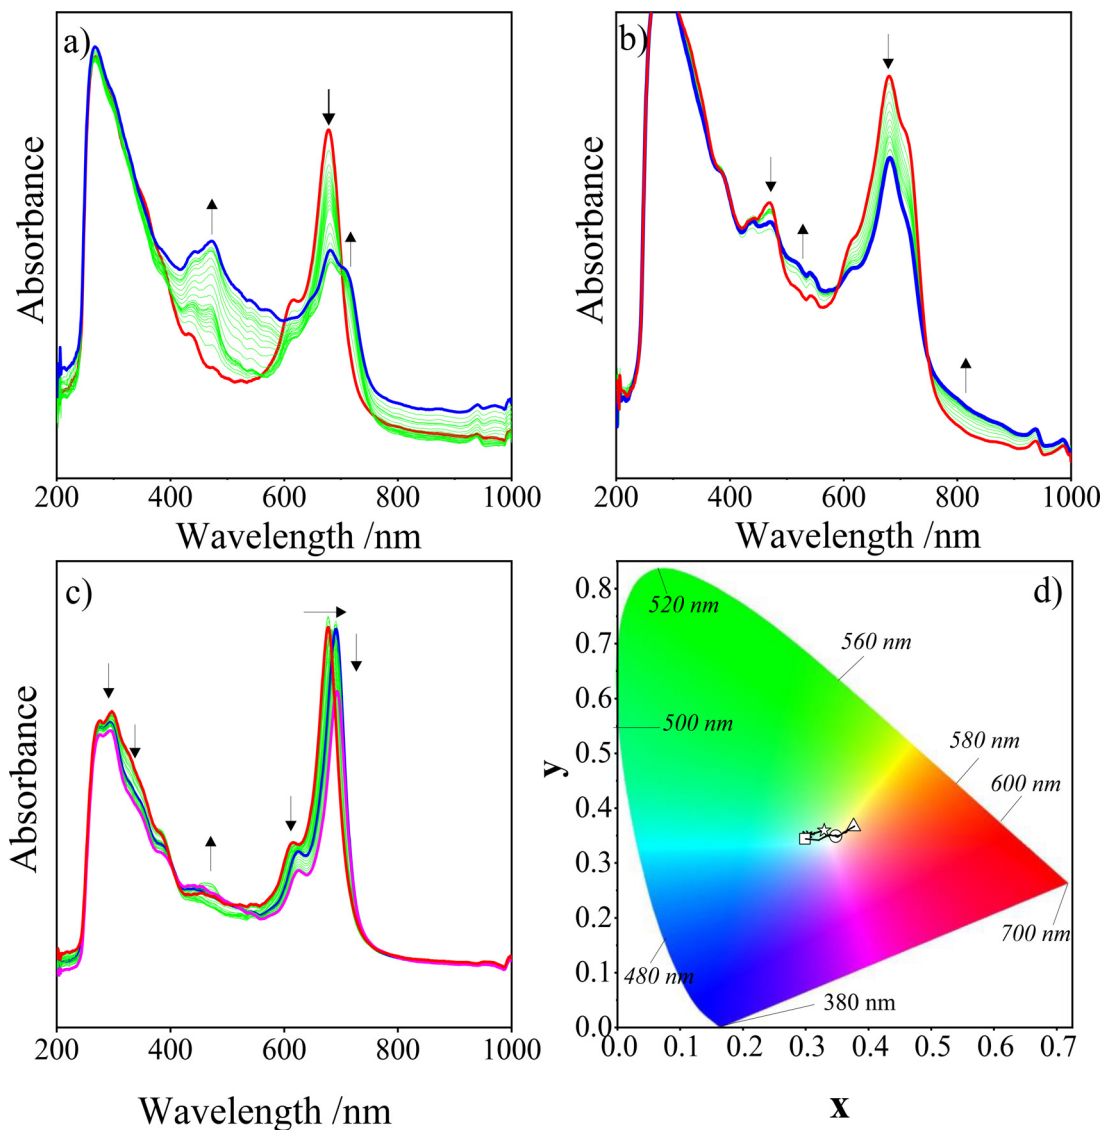 a)
Absorbance
200 400 600 800 1000
Wavelength /nm
b)
Absorbance
200 400 600 800 1000
Wavelength /nm
c)
Absorbance
200 400 600 800 1000
Wavelength /nm
d)
y
0.8
0.7
0.6
0.5
0.4
0.3
0.2
0.1
0.0
520 nm
560 nm
500 nm
580 nm
600 nm
700 nm
480 nm
380 nm
0.0 0.1 0.2 0.3 0.4 0.5 0.6 0.7
x